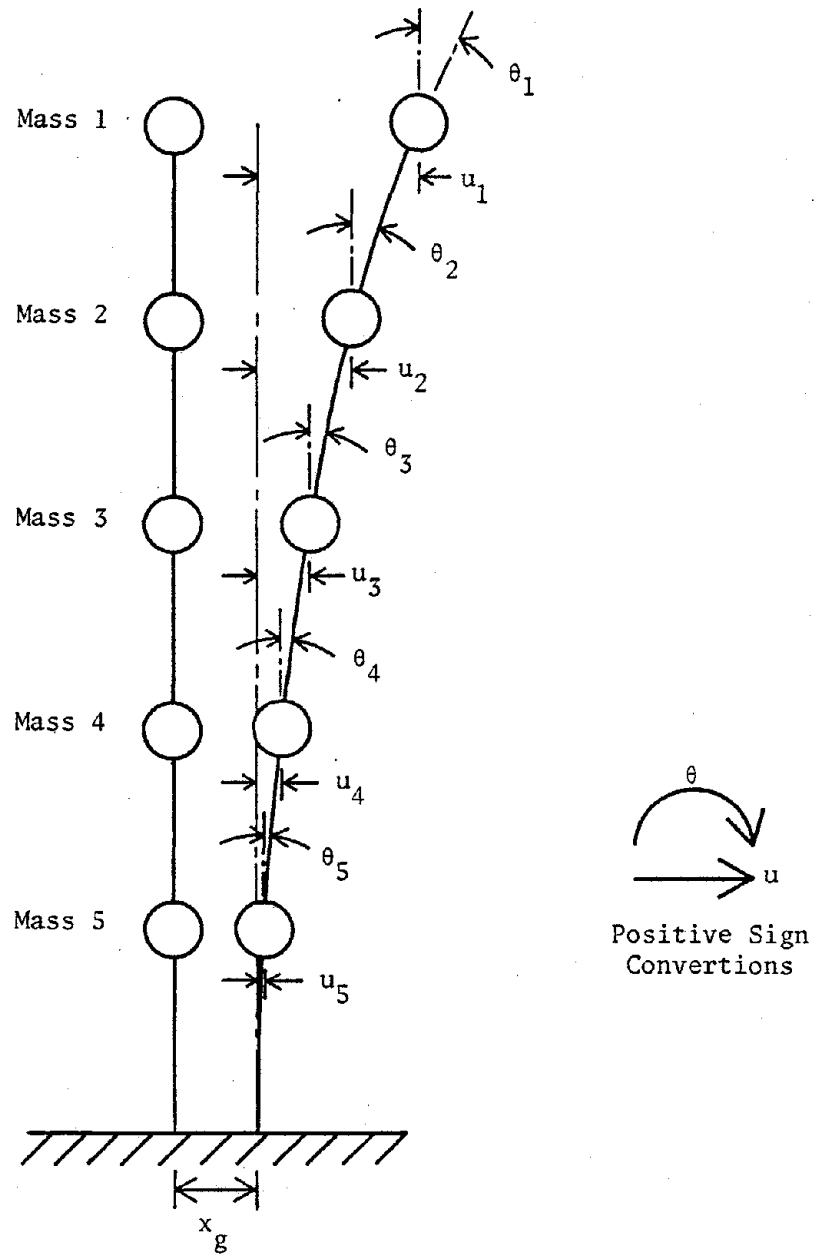 θ1
Mass 1
u1
θ2
Mass 2
u2
θ3
Mass 3
u3
θ4
Mass 4
u4
θ
θ5
u
Mass 5
Positive Sign
Convertions
u5
xg